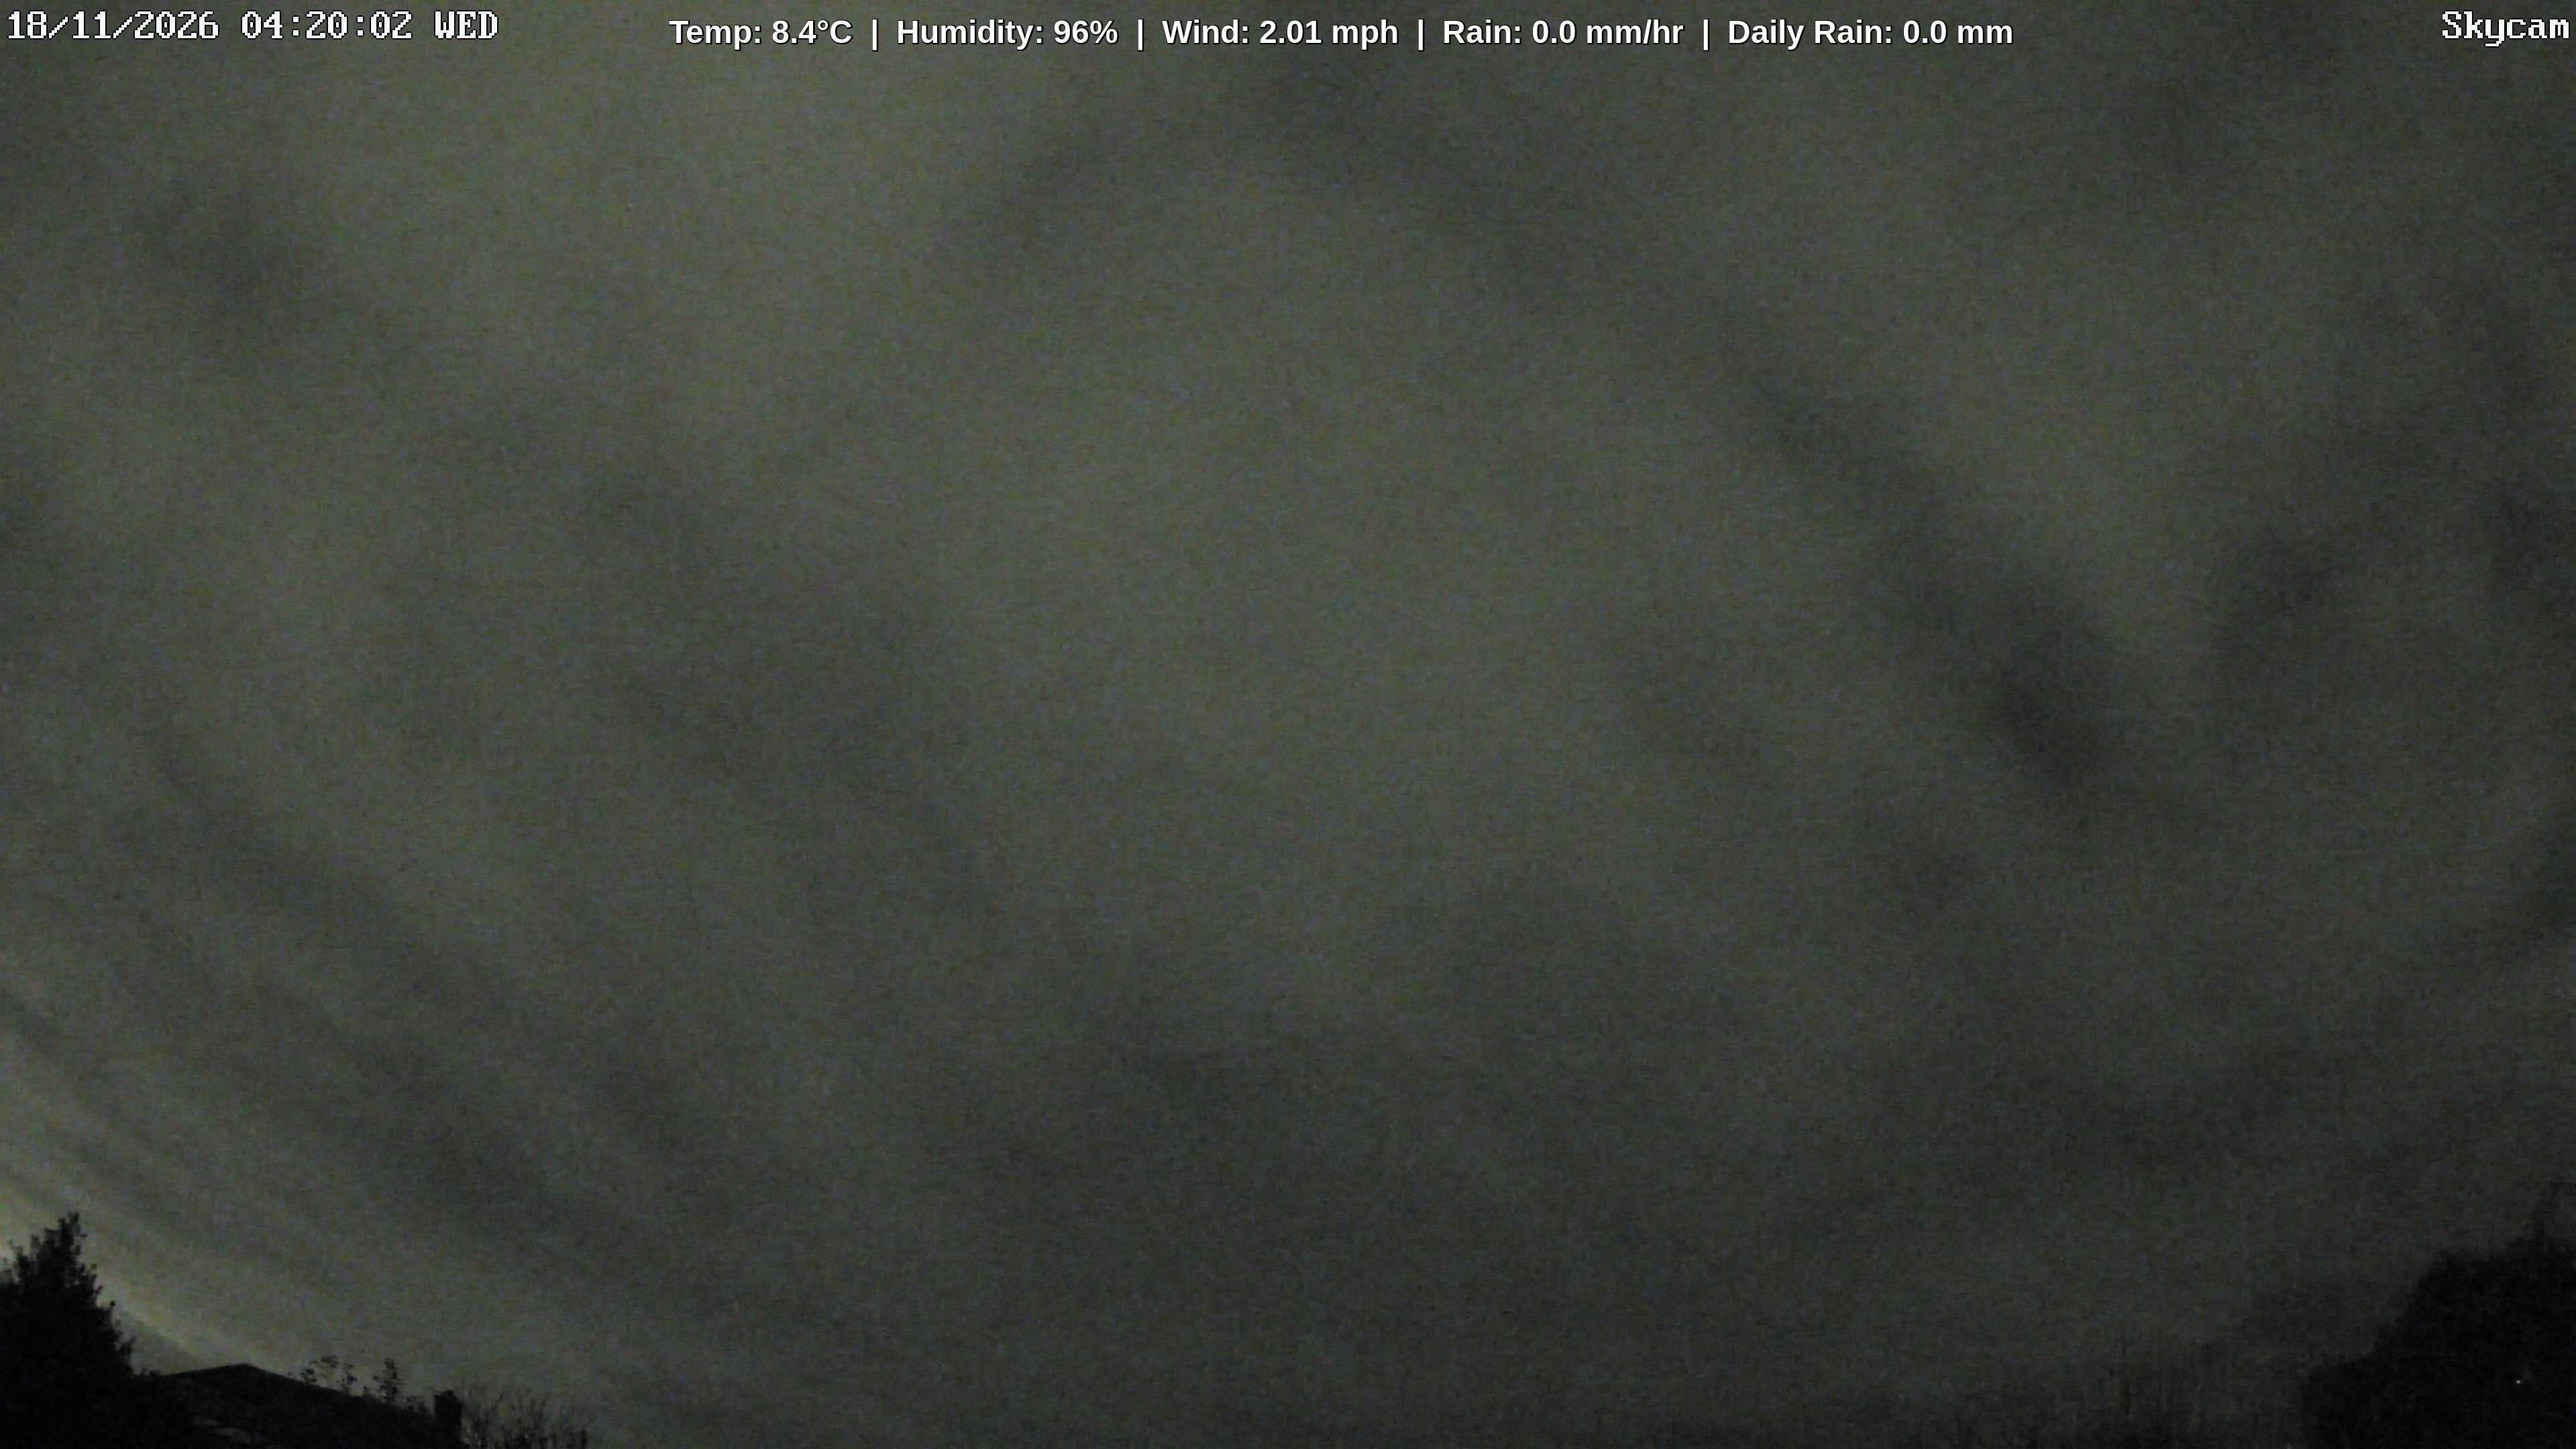 18/11/2026 04:20:02 WED
Temp: 8.4°C | Humidity: 96% | Wind: 2.01 mph | Rain: 0.0 mm/hr | Daily Rain: 0.0 mm
Skycam